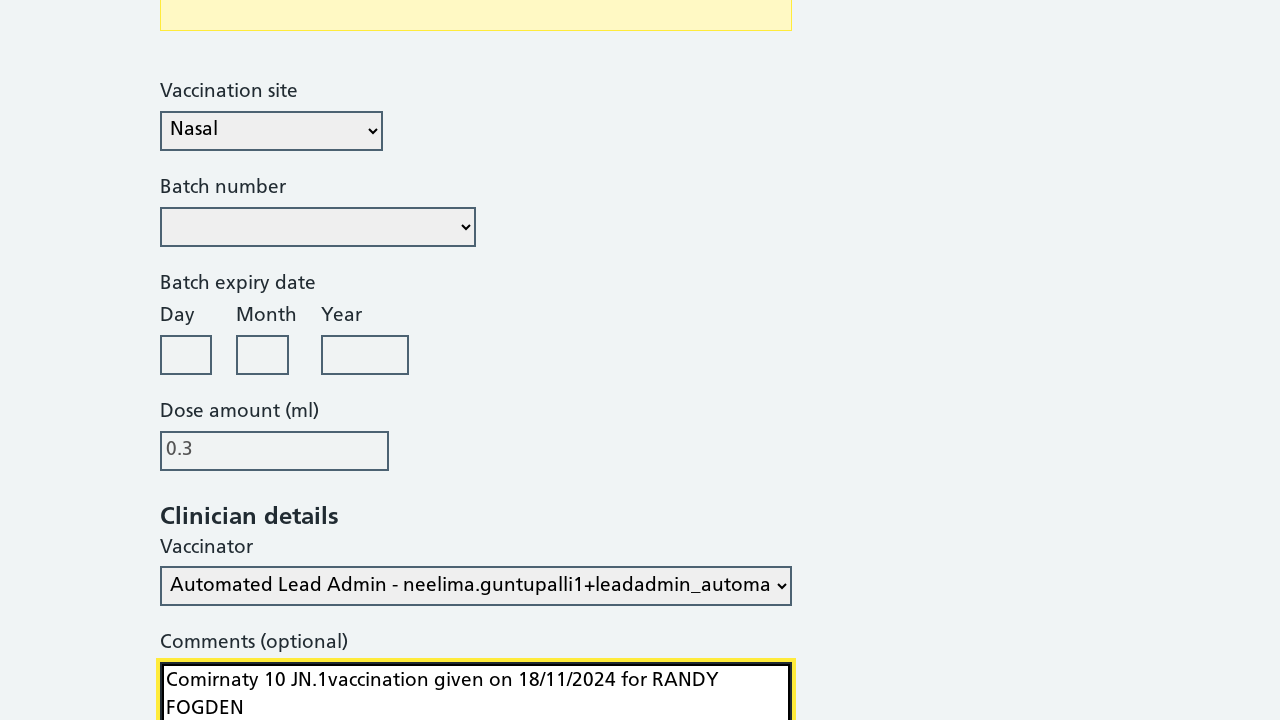 Vaccination site
Nasal
Batch number
Batch expiry date
Day Month Year
Dose amount (ml)
0.3
Clinician details
Vaccinator
Automated Lead Admin - neelima.guntupalli1+leadadmin_automa
Comments (optional)
Comirnaty 10 JN.1vaccination given on 18/11/2024 for RANDY
FOGDEN